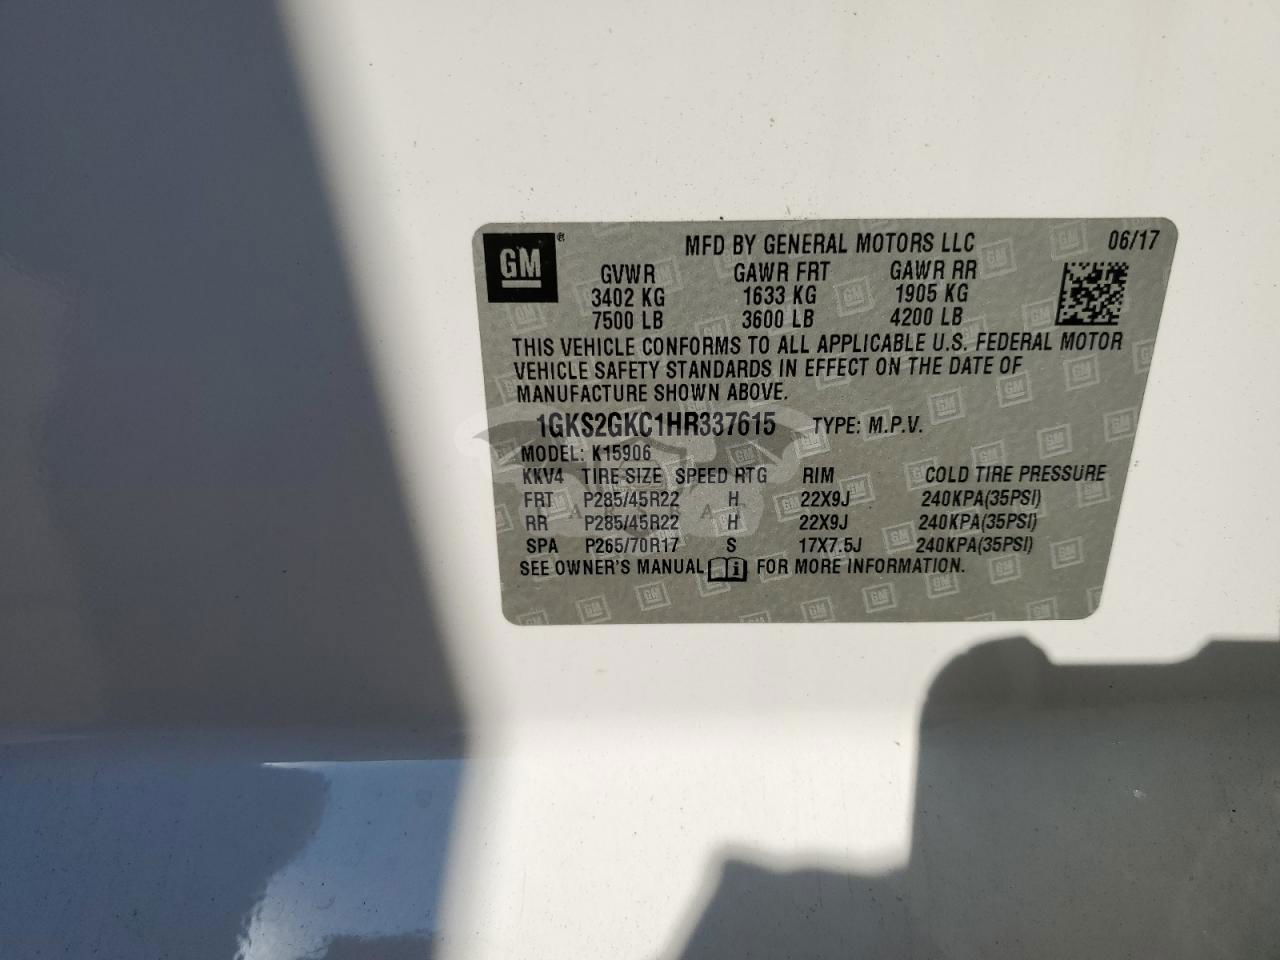 GM ® MFD BY GENERAL MOTORS LLC 06/17
GVWR GAWR FRT GAWR RR
3402 KG 1633 KG 1905 KG
7500 LB 3600 LB 4200 LB
THIS VEHICLE CONFORMS TO ALL APPLICABLE U.S. FEDERAL MOTOR
VEHICLE SAFETY STANDARDS IN EFFECT ON THE DATE OF
MANUFACTURE SHOWN ABOVE.
1GKS2GKC1HR337615 TYPE: M.P.V.
MODEL: K15906
KKV4 TIRE SIZE SPEED RTG RIM COLD TIRE PRESSURE
FRT P285/45R22 H 22X9J 240KPA(35PSI)
RR P285/45R22 H 22X9J 240KPA(35PSI)
SPA P265/70R17 S 17X7.5J 240KPA(35PSI)
SEE OWNER'S MANUAL FOR MORE INFORMATION.